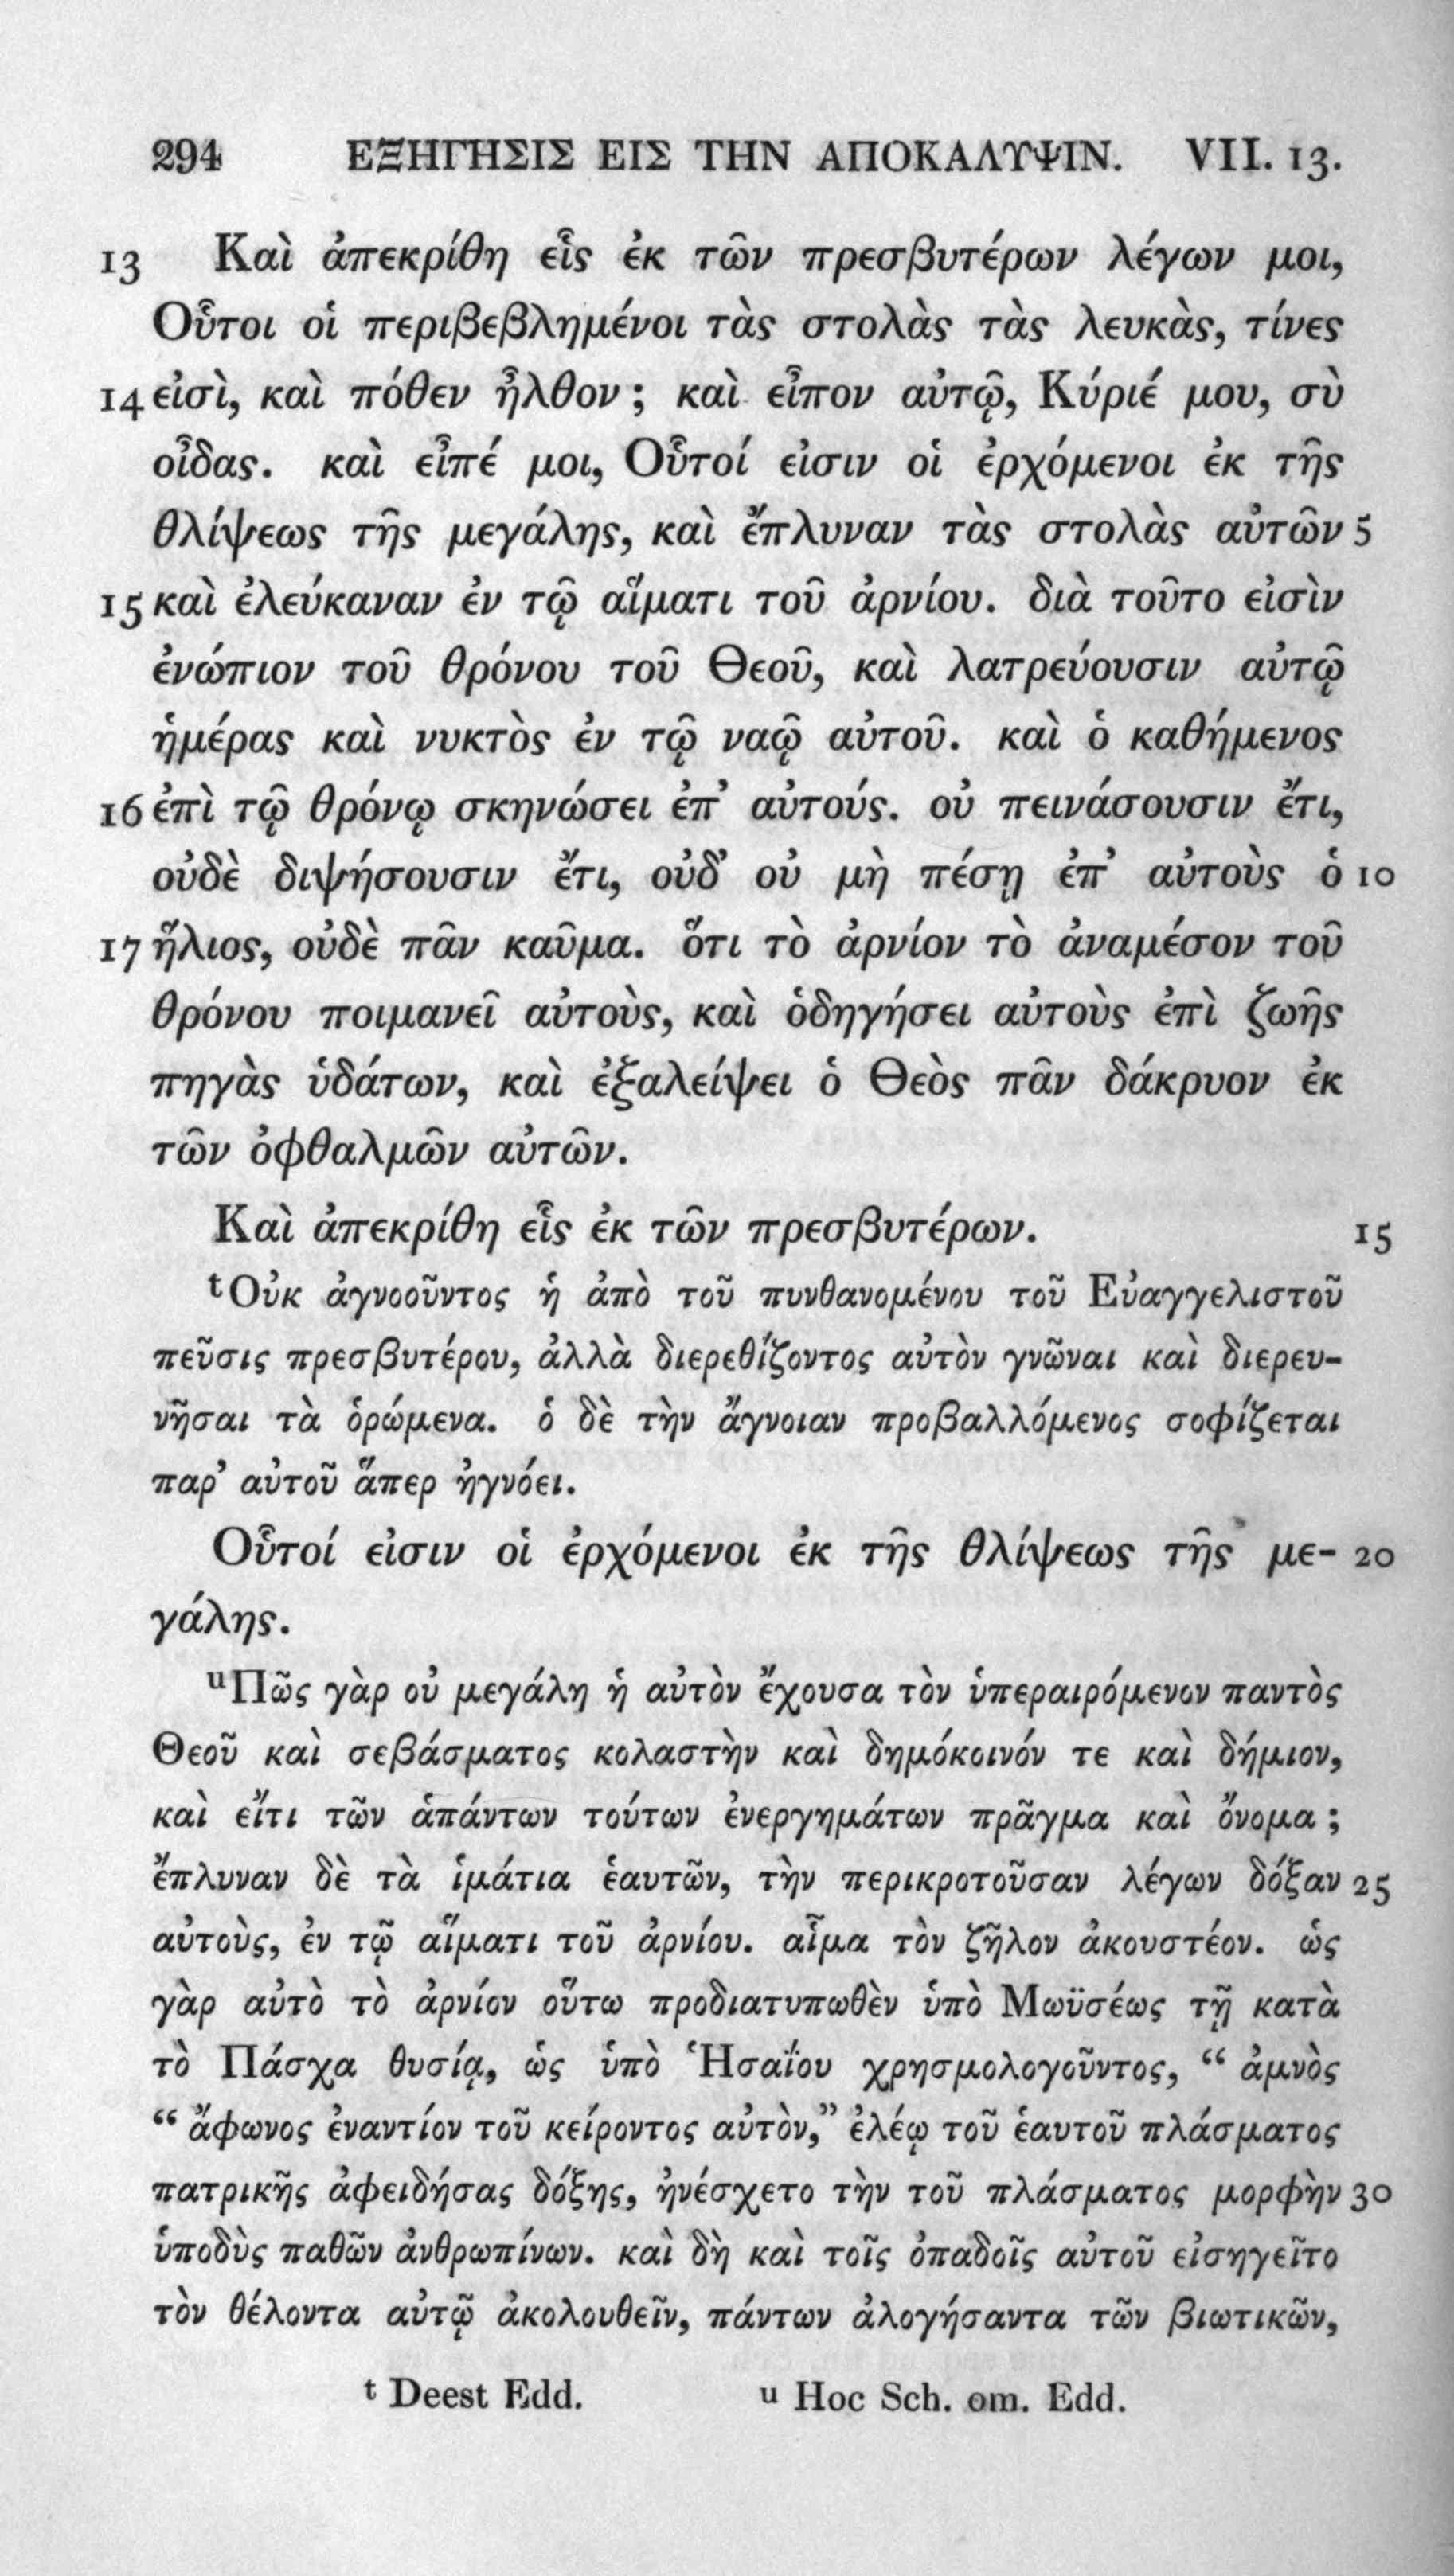 294 ΕΞΗΓΗΣΙΣ ΕΙΣ ΤΗΝ ΑΠΟΚΑΛΥΨΙΝ. VII. 13.
13 Καὶ ἀπεκρίθη εἷς ἐκ τῶν πρεσβυτέρων λέγων μοι,
Οὗτοι οἱ περιβεβλημένοι τὰς στολὰς τὰς λευκὰς, τίνες
14 εἰσὶ, καὶ πόθεν ἦλθον; καὶ εἶπον αὐτῷ, Κύριέ μου, σὺ
οἶδας. καὶ εἶπέ μοι, Οὗτοί εἰσιν οἱ ἐρχόμενοι ἐκ τῆς
θλίψεως τῆς μεγάλης, καὶ ἔπλυναν τὰς στολὰς αὐτῶν 5
15 καὶ ἐλεύκαναν ἐν τῷ αἵματι τοῦ ἀρνίου. διὰ τοῦτο εἰσὶν
ἐνώπιον τοῦ θρόνου τοῦ Θεοῦ, καὶ λατρεύουσιν αὐτῷ
ἡμέρας καὶ νυκτὸς ἐν τῷ ναῷ αὐτοῦ. καὶ ὁ καθήμενος
16 ἐπὶ τῷ θρόνῳ σκηνώσει ἐπ’ αὐτούς. οὐ πεινάσουσιν ἔτι,
οὐδὲ διψήσουσιν ἔτι, οὐδ’ οὐ μὴ πέσῃ ἐπ’ αὐτοὺς ὁ 10
17 ἥλιος, οὐδὲ πᾶν καῦμα. ὅτι τὸ ἀρνίον τὸ ἀναμέσον τοῦ
θρόνου ποιμανεῖ αὐτοὺς, καὶ ὁδηγήσει αὐτοὺς ἐπὶ ζωῆς
πηγὰς ὑδάτων, καὶ ἐξαλείψει ὁ Θεὸς πᾶν δάκρυον ἐκ
τῶν ὀφθαλμῶν αὐτῶν.
Καὶ ἀπεκρίθη εἷς ἐκ τῶν πρεσβυτέρων. 15
t Οὐκ ἀγνοοῦντος ἡ ἀπὸ τοῦ πυνθανομένου τοῦ Εὐαγγελιστοῦ
πεῦσις πρεσβυτέρου, ἀλλὰ διερεθίζοντος αὐτὸν γνῶναι καὶ διερευ-
νῆσαι τὰ ὁρώμενα. ὁ δὲ τὴν ἄγνοιαν προβαλλόμενος σοφίζεται
παρ’ αὐτοῦ ἅπερ ἠγνόει.
Οὗτοί εἰσιν οἱ ἐρχόμενοι ἐκ τῆς θλίψεως τῆς με- 20
γάλης.
u Πῶς γὰρ οὐ μεγάλη ἡ αὐτὸν ἔχουσα τὸν ὑπεραιρόμενον παντὸς
Θεοῦ καὶ σεβάσματος κολαστὴν καὶ δημόκοινόν τε καὶ δήμιον,
καὶ εἴτι τῶν ἁπάντων τούτων ἐνεργημάτων πρᾶγμα καὶ ὄνομα;
ἔπλυναν δὲ τὰ ἱμάτια ἑαυτῶν, τὴν περικροτοῦσαν λέγων δόξαν 25
αὐτοὺς, ἐν τῷ αἵματι τοῦ ἀρνίου. αἷμα τὸν ζῆλον ἀκουστέον. ὡς
γὰρ αὐτὸ τὸ ἀρνίον οὕτω προδιατυπωθὲν ὑπὸ Μωϋσέως τῇ κατὰ
τὸ Πάσχα θυσίᾳ, ὡς ὑπὸ Ἡσαΐου χρησμολογοῦντος, “ ἀμνὸς
“ ἄφωνος ἐναντίον τοῦ κείροντος αὐτὸν,” ἐλέῳ τοῦ ἑαυτοῦ πλάσματος
πατρικῆς ἀφειδήσας δόξης, ἠνέσχετο τὴν τοῦ πλάσματος μορφὴν 30
ὑποδὺς παθῶν ἀνθρωπίνων. καὶ δὴ καὶ τοῖς ὀπαδοῖς αὐτοῦ εἰσηγεῖτο
τὸν θέλοντα αὐτῷ ἀκολουθεῖν, πάντων ἀλογήσαντα τῶν βιωτικῶν,
t Deest Edd. u Hoc Sch. om. Edd.